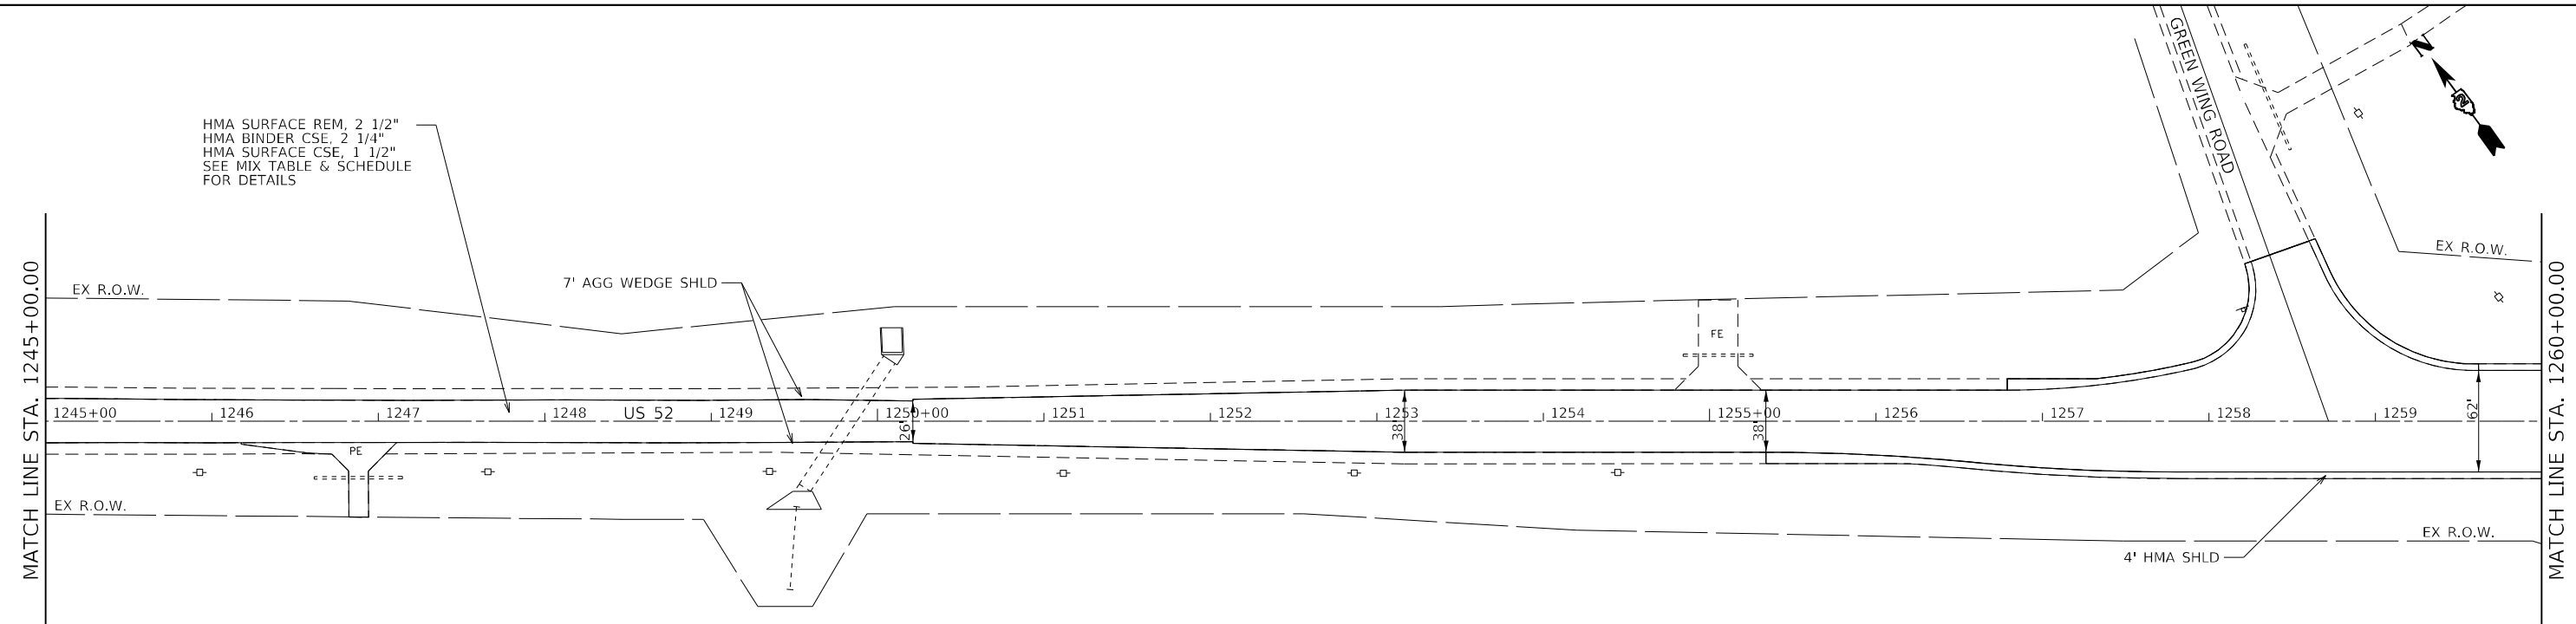 GREEN WING ROAD
N
HMA SURFACE REM, 2 1/2"
HMA BINDER CSE, 2 1/4"
HMA SURFACE CSE, 1 1/2"
SEE MIX TABLE & SCHEDULE
FOR DETAILS
MATCH LINE STA. 1245+00.00
EX R.O.W.
7' AGG WEDGE SHLD
FE
EX R.O.W.
MATCH LINE STA. 1260+00.00
1245+00
1246
1247
1248
US 52
1249
1250+00
1251
1252
1253
1254
1255+00
1256
1257
1258
1259
26'
38'
38'
62'
PE
EX R.O.W.
EX R.O.W.
4' HMA SHLD